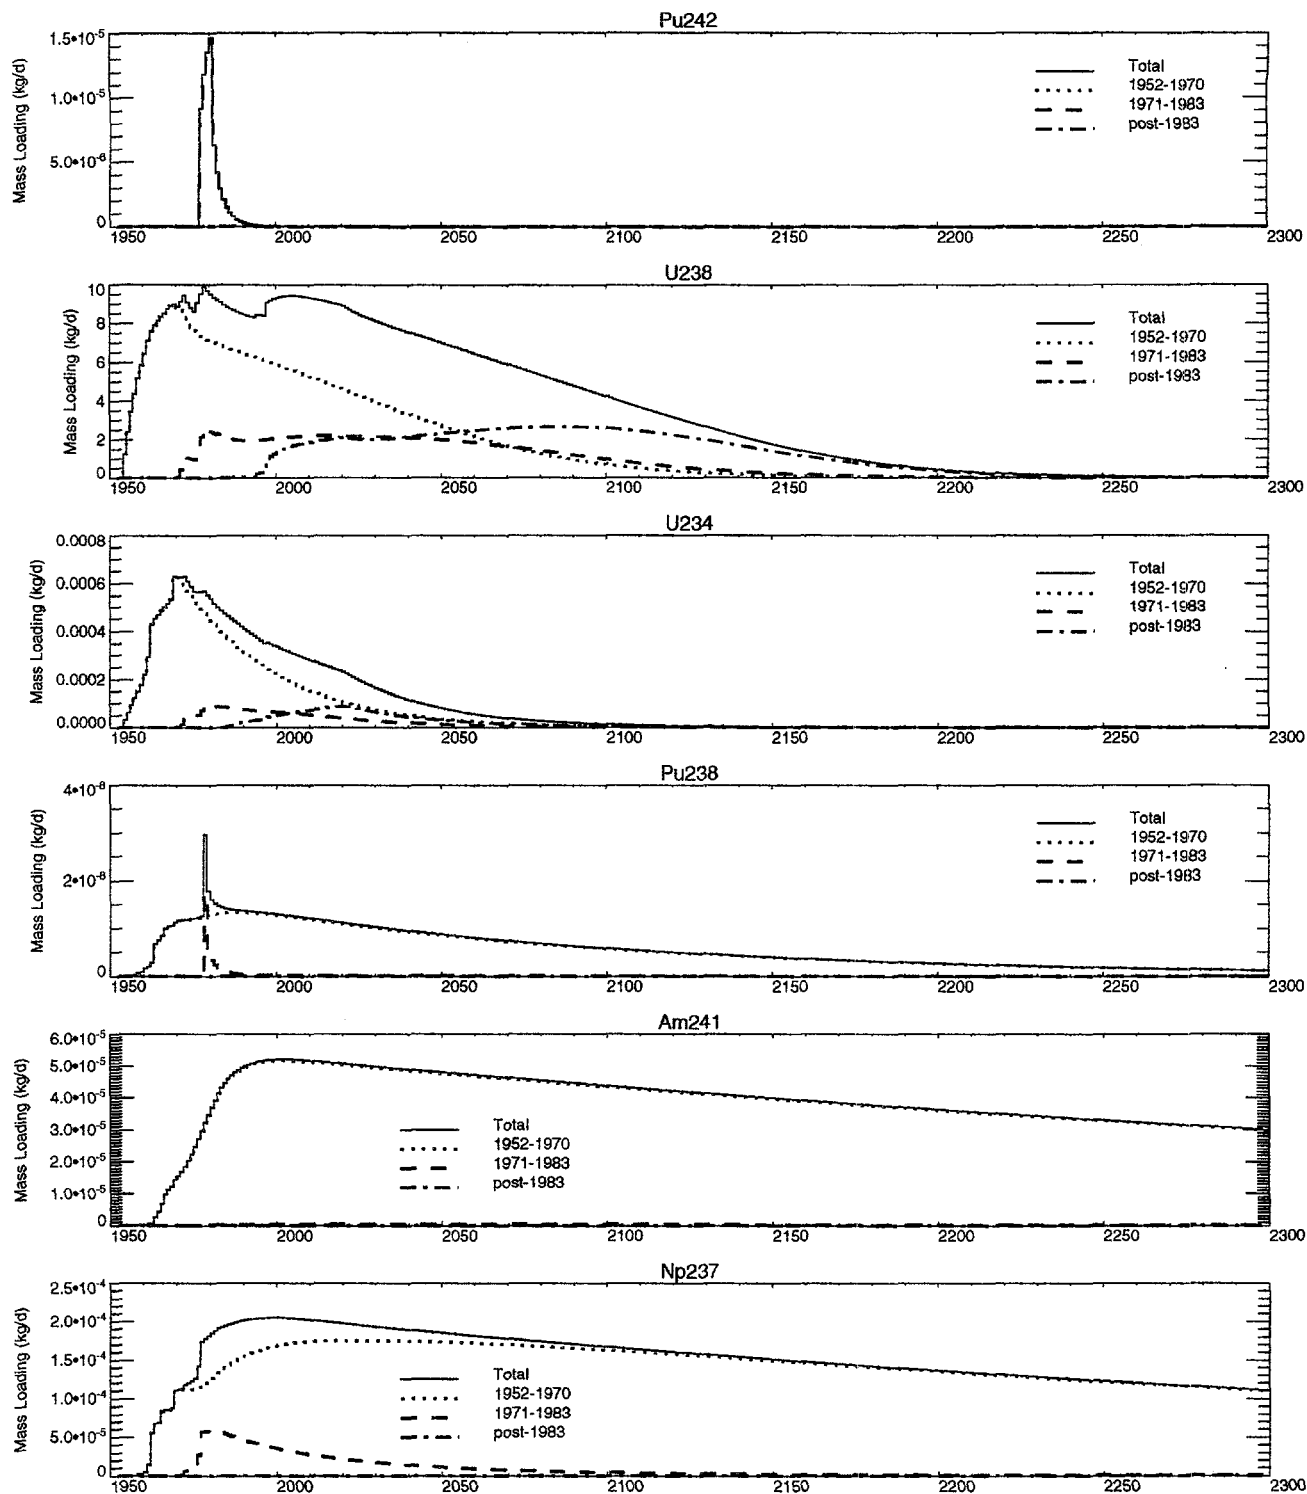 Pu242
Mass Loading (kg/d)
1.5•10-5
1.0•10-5
5.0•10-6
0
Total
1952-1970
1971-1983
post-1983
1950 2000 2050 2100 2150 2200 2250 2300
U238
Mass Loading (kg/d)
10
8
6
4
2
0
Total
1952-1970
1971-1983
post-1983
1950 2000 2050 2100 2150 2200 2250 2300
U234
Mass Loading (kg/d)
0.0008
0.0006
0.0004
0.0002
0.0000
Total
1952-1970
1971-1983
post-1983
1950 2000 2050 2100 2150 2200 2250 2300
Pu238
Mass Loading (kg/d)
4•10-8
2•10-8
0
Total
1952-1970
1971-1983
post-1983
1950 2000 2050 2100 2150 2200 2250 2300
Am241
Mass Loading (kg/d)
6.0•10-5
5.0•10-5
4.0•10-5
3.0•10-5
2.0•10-5
1.0•10-5
0
Total
1952-1970
1971-1983
post-1983
1950 2000 2050 2100 2150 2200 2250 2300
Np237
Mass Loading (kg/d)
2.5•10-4
2.0•10-4
1.5•10-4
1.0•10-4
5.0•10-5
0
Total
1952-1970
1971-1983
post-1983
1950 2000 2050 2100 2150 2200 2250 2300